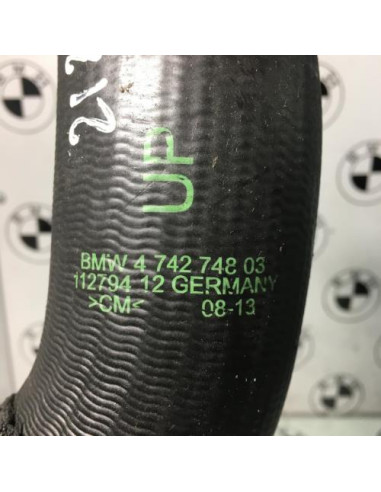 UP
BMW 4 742 748 03
112794 12 GERMANY
>CM< 08-13